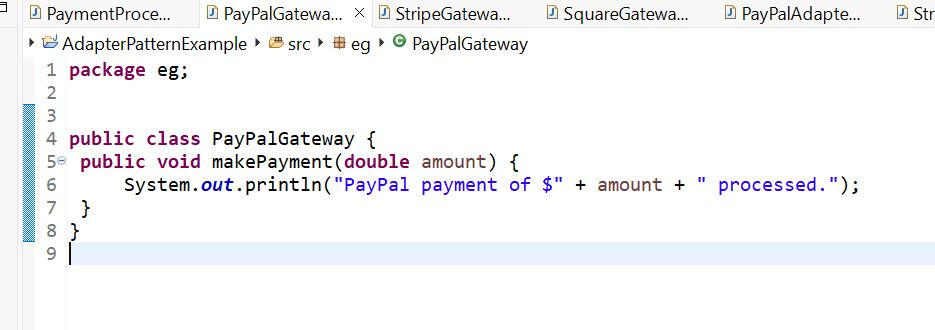 PaymentProce... PayPalGatewa... StripeGatewa... SquareGatewa... PayPalAdapte... Str
AdapterPatternExample src eg PayPalGateway
1 package eg;
2
3
4 public class PayPalGateway {
5 public void makePayment(double amount) {
6 System.out.println("PayPal payment of $" + amount + " processed.");
7 }
8 }
9